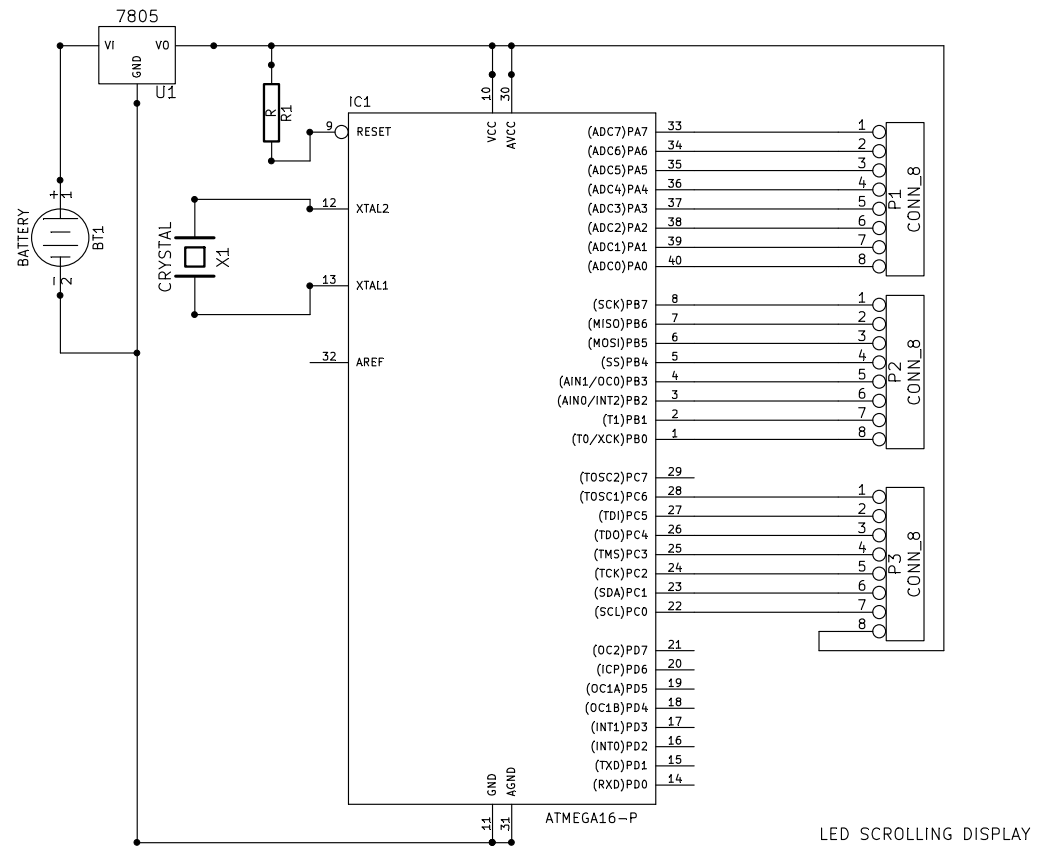 7805
VI
VO
GND
U1
BATTERY
+
1
BT1
-
2
R
R1
CRYSTAL
X1
IC1
9 RESET
12 XTAL2
13 XTAL1
32 AREF
10
VCC
30
AVCC
(ADC7)PA7 33 1
(ADC6)PA6 34 2
(ADC5)PA5 35 3
(ADC4)PA4 36 4
(ADC3)PA3 37 5
(ADC2)PA2 38 6
(ADC1)PA1 39 7
(ADC0)PA0 40 8
P1
CONN_8
(SCK)PB7 8 1
(MISO)PB6 7 2
(MOSI)PB5 6 3
(SS)PB4 5 4
(AIN1/OC0)PB3 4 5
(AIN0/INT2)PB2 3 6
(T1)PB1 2 7
(T0/XCK)PB0 1 8
P2
CONN_8
(TOSC2)PC7 29
(TOSC1)PC6 28 1
(TDI)PC5 27 2
(TDO)PC4 26 3
(TMS)PC3 25 4
(TCK)PC2 24 5
(SDA)PC1 23 6
(SCL)PC0 22 7
8
P3
CONN_8
(OC2)PD7 21
(ICP)PD6 20
(OC1A)PD5 19
(OC1B)PD4 18
(INT1)PD3 17
(INT0)PD2 16
(TXD)PD1 15
(RXD)PD0 14
GND
11
AGND
31
ATMEGA16-P
LED SCROLLING DISPLAY